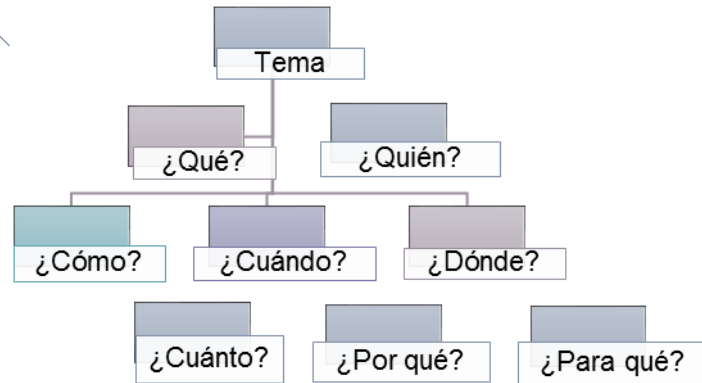 Tema
¿Qué?
¿Quién?
¿Cómo?
¿Cuándo?
¿Dónde?
¿Cuánto?
¿Por qué?
¿Para qué?